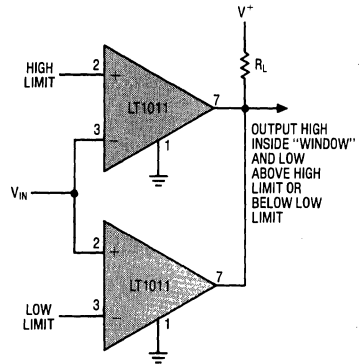 V+
RL
HIGH
LIMIT
2
+
LT1011
7
3
−
1
OUTPUT HIGH
INSIDE "WINDOW"
AND LOW
ABOVE HIGH
LIMIT OR
BELOW LOW
LIMIT
VIN
2
+
LT1011
7
LOW
LIMIT
3
−
1